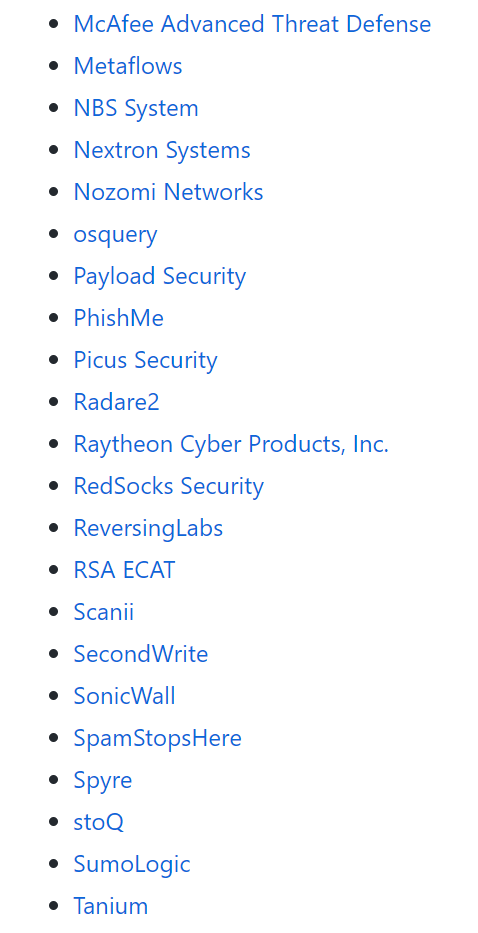 McAfee Advanced Threat Defense
Metaflows
NBS System
Nextron Systems
Nozomi Networks
osquery
Payload Security
PhishMe
Picus Security
Radare2
Raytheon Cyber Products, Inc.
RedSocks Security
ReversingLabs
RSA ECAT
Scanii
SecondWrite
SonicWall
SpamStopsHere
Spyre
stoQ
SumoLogic
Tanium